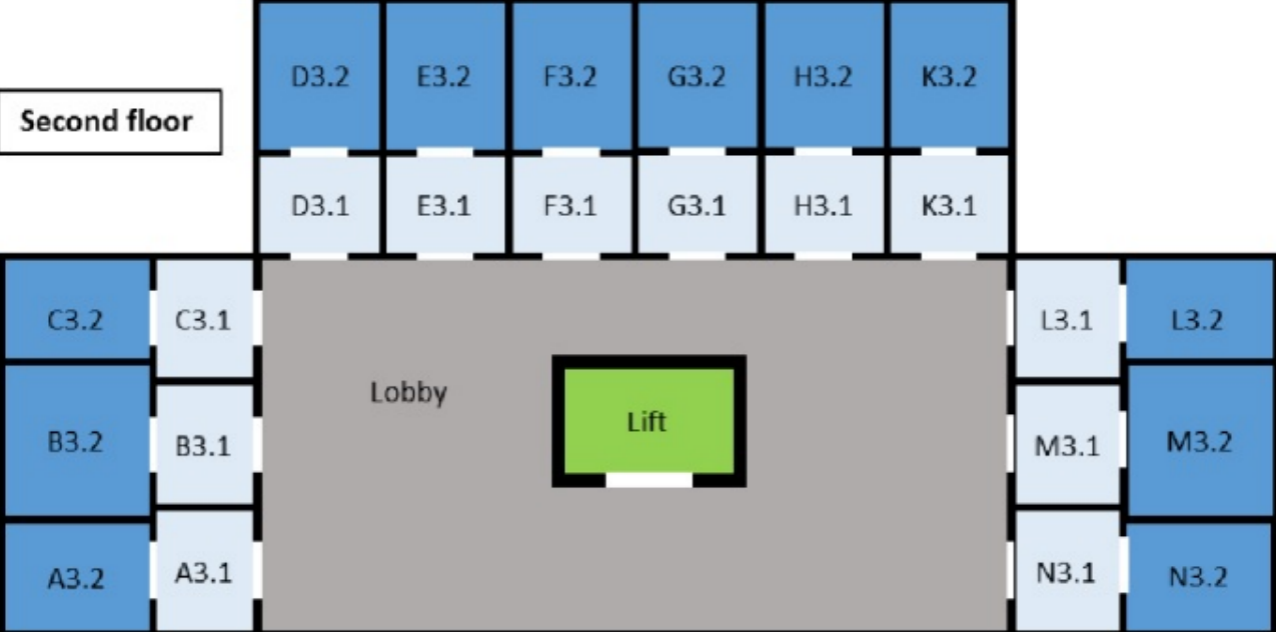 D3.2 E3.2 F3.2 G3.2 H3.2 K3.2
Second floor
D3.1 E3.1 F3.1 G3.1 H3.1 K3.1
C3.2 C3.1 L3.1 L3.2
Lobby
Lift
B3.2 B3.1 M3.1 M3.2
A3.2 A3.1 N3.1 N3.2